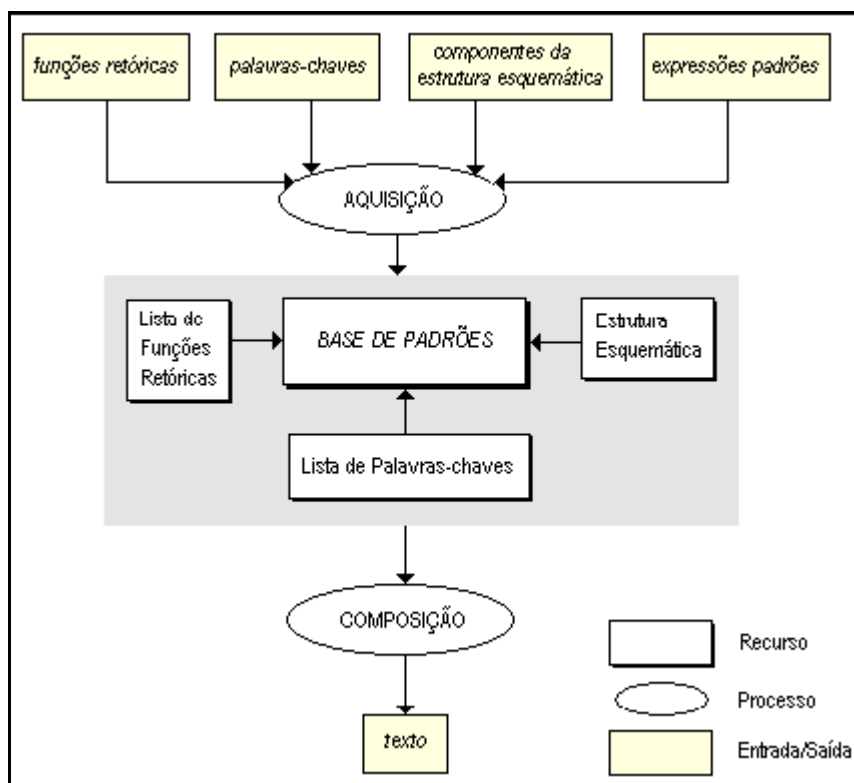 funções retóricas
palavras-chaves
componentes da
estrutura esquemática
expressões padrões
AQUISIÇÃO
Lista de
Funções
Retóricas
BASE DE PADRÕES
Estrutura
Esquemática
Lista de Palavras-chaves
COMPOSIÇÃO
texto
Recurso
Processo
Entrada/Saída